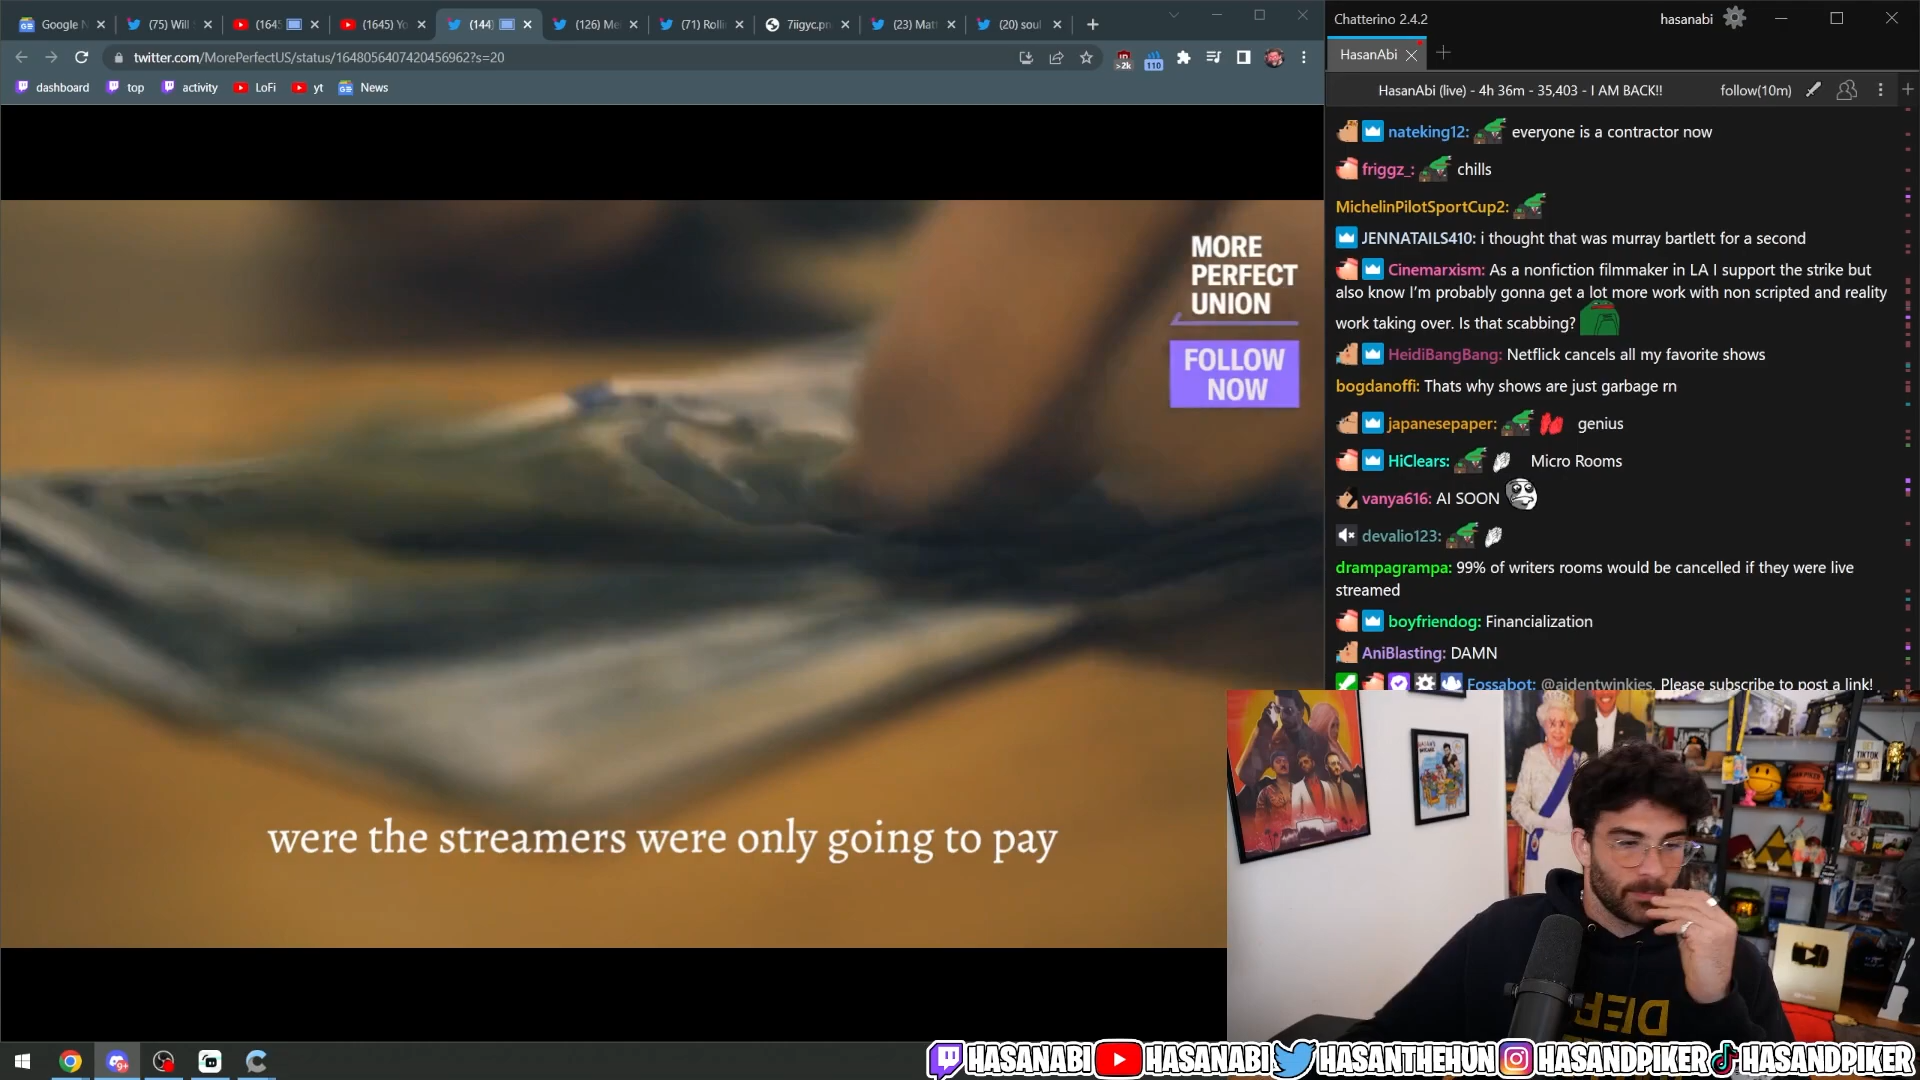 Google N
(75) Will
(164
(1645) Yo
(144)
(126) Me
(71) Rolli
7iigyc.pn
(23) Mat
(20) soul
twitter.com/MorePerfectUS/status/1648056407420456962?s=20
>2k
110
dashboard
top
activity
LoFi
yt
News
MORE
PERFECT
UNION
FOLLOW
NOW
were the streamers were only going to pay
Chatterino 2.4.2
hasanabi
HasanAbi
HasanAbi (live) - 4h 36m - 35,403 - I AM BACK!!
follow(10m)
nateking12: everyone is a contractor now
friggz_: chills
MichelinPilotSportCup2:
JENNATAILS410: i thought that was murray bartlett for a second
Cinemarxism: As a nonfiction filmmaker in LA I support the strike but
also know I'm probably gonna get a lot more work with non scripted and reality
work taking over. Is that scabbing?
HeidiBangBang: Netflick cancels all my favorite shows
bogdanoffi: Thats why shows are just garbage rn
japanesepaper: genius
HiClears: Micro Rooms
vanya616: AI SOON
devalio123:
drampagrampa: 99% of writers rooms would be cancelled if they were live
streamed
boyfriendog: Financialization
AniBlasting: DAMN
Fossabot: @aidentwinkies, Please subscribe to post a link!
HASANABI
HASANABI
HASANTHEHUN
HASANDPIKER
HASANDPIKER